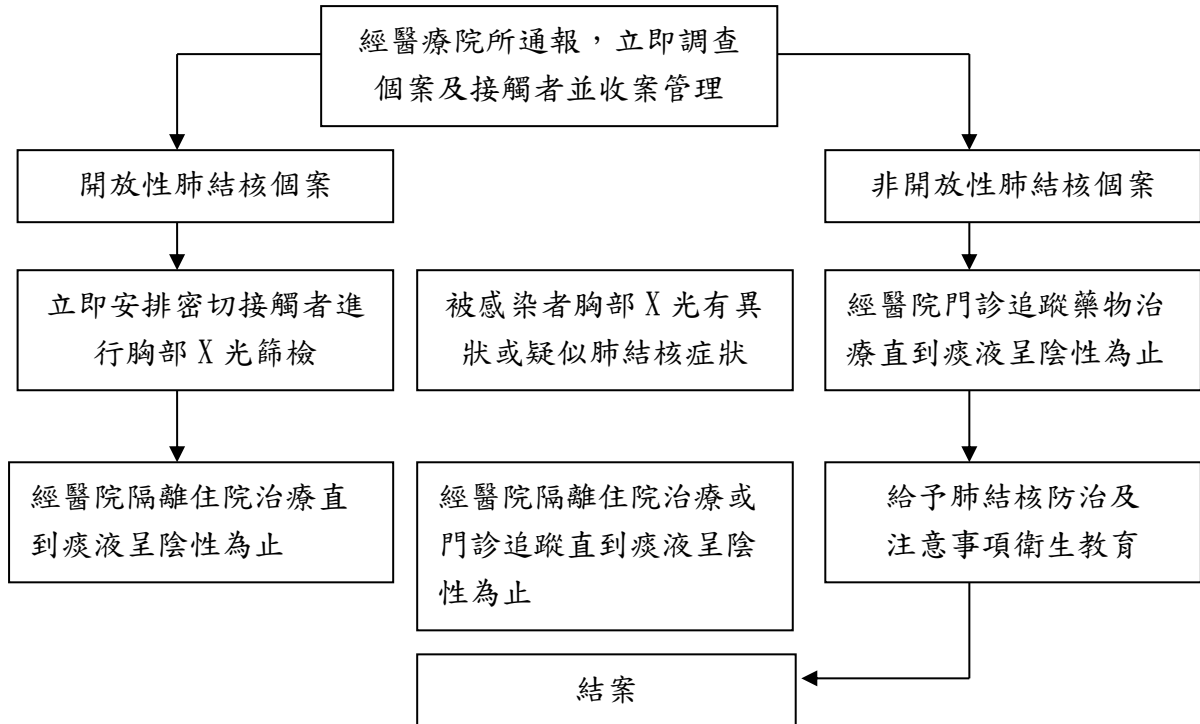 經醫療院所通報，立即調查
個案及接觸者並收案管理
開放性肺結核個案
非開放性肺結核個案
立即安排密切接觸者進
行胸部 X 光篩檢
被感染者胸部 X 光有異
狀或疑似肺結核症狀
經醫院門診追蹤藥物治
療直到痰液呈陰性為止
經醫院隔離住院治療直
到痰液呈陰性為止
經醫院隔離住院治療或
門診追蹤直到痰液呈陰
性為止
給予肺結核防治及
注意事項衛生教育
結案